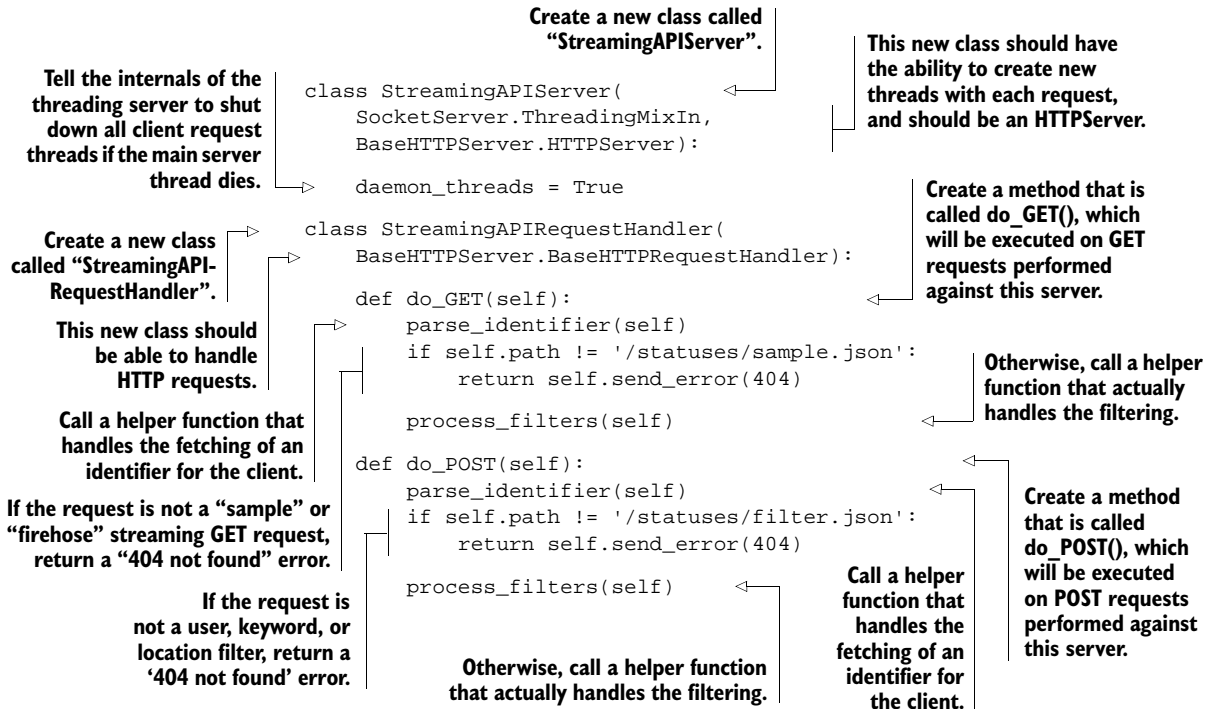 Create a new class called
“StreamingAPIServer”.
This new class should have
the ability to create new
threads with each request,
and should be an HTTPServer.
Tell the internals of the
threading server to shut
down all client request
threads if the main server
thread dies.
class StreamingAPIServer(
SocketServer.ThreadingMixIn,
BaseHTTPServer.HTTPServer):
daemon_threads = True
Create a new class
called “StreamingAPI-
RequestHandler”.
class StreamingAPIRequestHandler(
BaseHTTPServer.BaseHTTPRequestHandler):
Create a method that is
called do_GET(), which
will be executed on GET
requests performed
against this server.
This new class should
be able to handle
HTTP requests.
def do_GET(self):
parse_identifier(self)
if self.path != '/statuses/sample.json':
return self.send_error(404)
process_filters(self)
Otherwise, call a helper
function that actually
handles the filtering.
Call a helper function that
handles the fetching of an
identifier for the client.
If the request is not a “sample” or
“firehose” streaming GET request,
return a “404 not found” error.
def do_POST(self):
parse_identifier(self)
if self.path != '/statuses/filter.json':
return self.send_error(404)
process_filters(self)
Create a method
that is called
do_POST(), which
will be executed
on POST requests
performed against
this server.
If the request is
not a user, keyword, or
location filter, return a
‘404 not found’ error.
Otherwise, call a helper function
that actually handles the filtering.
Call a helper
function that
handles the
fetching of an
identifier for
the client.